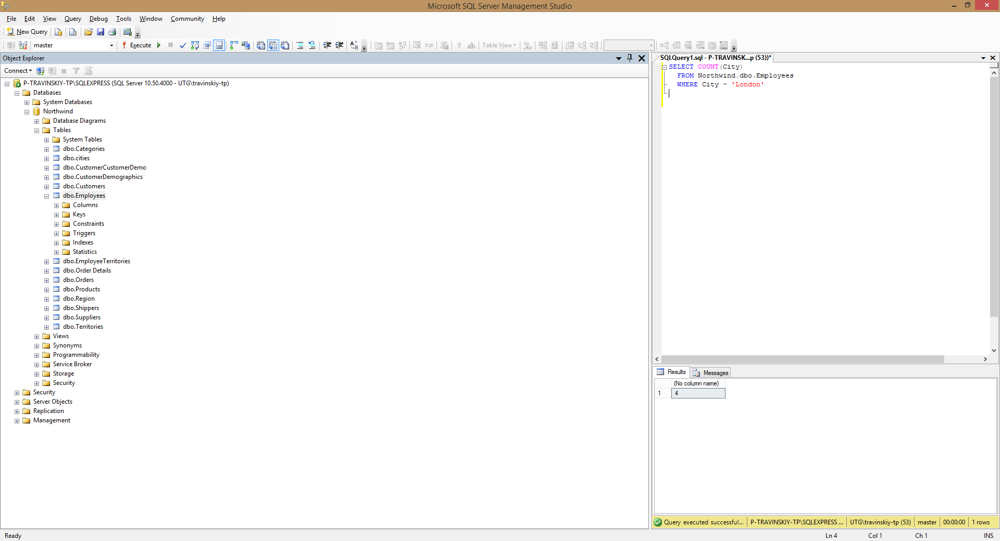 Microsoft SQL Server Management Studio
File Edit View Query Debug Tools Window Community Help
New Query
master
Execute
Table View
Object Explorer
Connect
P-TRAVINSKIY-TP\SQLEXPRESS (SQL Server 10.50.4000 - UTG\travinskiy-tp)
Databases
System Databases
Northwind
Database Diagrams
Tables
System Tables
dbo.Categories
dbo.cities
dbo.CustomerCustomerDemo
dbo.CustomerDemographics
dbo.Customers
dbo.Employees
Columns
Keys
Constraints
Triggers
Indexes
Statistics
dbo.EmployeeTerritories
dbo.Order Details
dbo.Orders
dbo.Products
dbo.Region
dbo.Shippers
dbo.Suppliers
dbo.Territories
Views
Synonyms
Programmability
Service Broker
Storage
Security
Security
Server Objects
Replication
Management
SQLQuery1.sql - P-TRAVINSK...p (53))*
SELECT COUNT(City)
FROM Northwind.dbo.Employees
WHERE City = 'London'
Results Messages
(No column name)
1 4
Query executed successful... P-TRAVINSKIY-TP\SQLEXPRESS ... UTG\travinskiy-tp (53) master 00:00:00 1 rows
Ready Ln 4 Col 1 Ch 1 INS